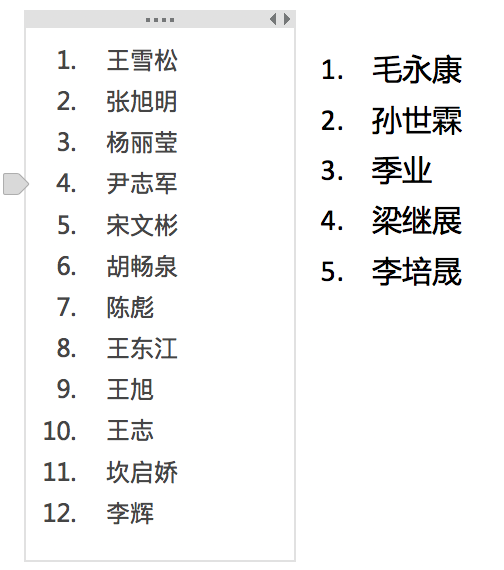 1. 王雪松
2. 张旭明
3. 杨丽莹
4. 尹志军
5. 宋文彬
6. 胡畅泉
7. 陈彪
8. 王东江
9. 王旭
10. 王志
11. 坎启娇
12. 李辉
1. 毛永康
2. 孙世霖
3. 季业
4. 梁继展
5. 李培晟